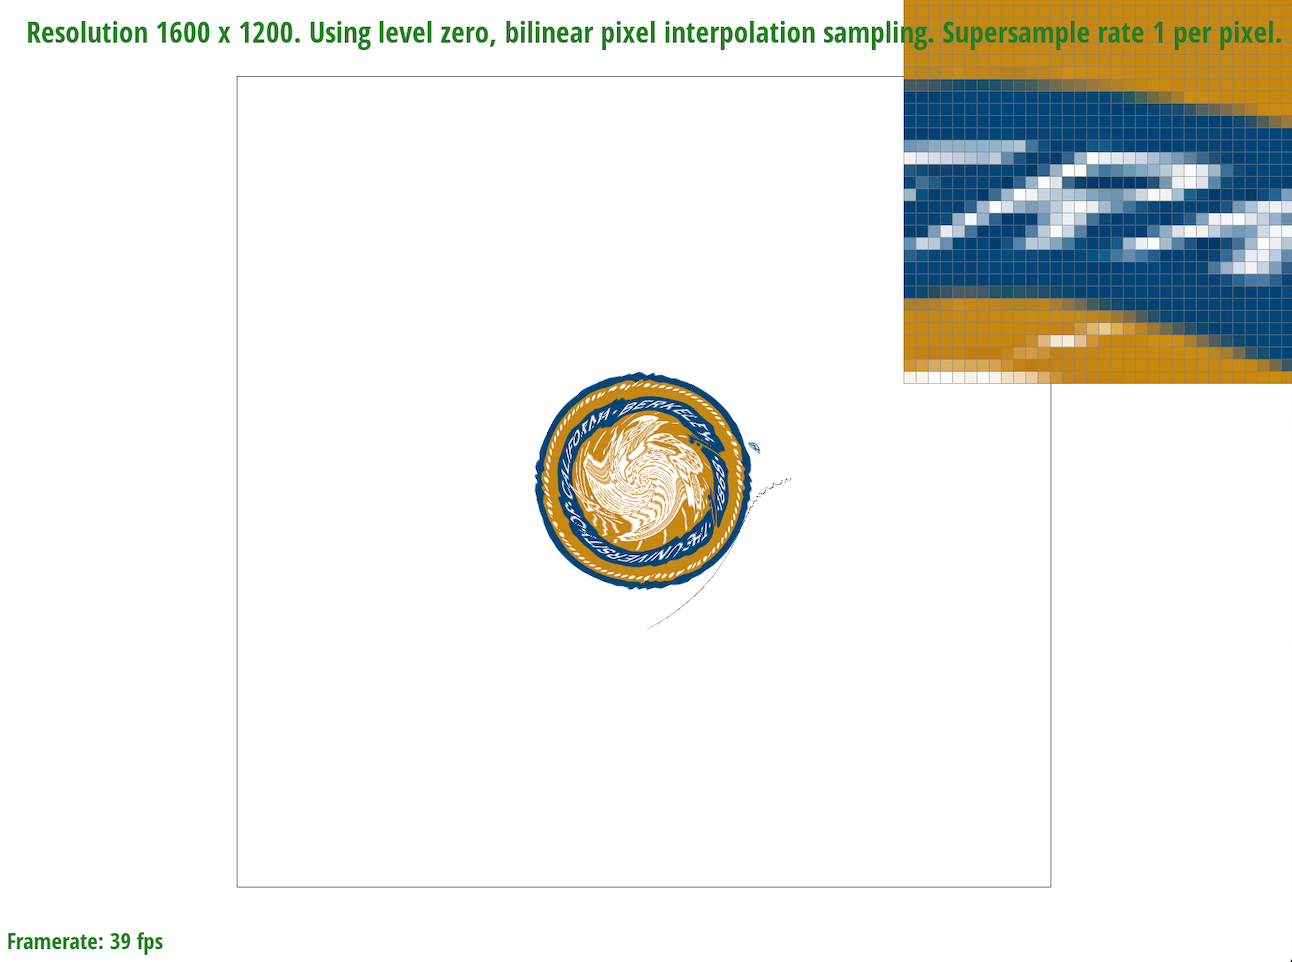 Resolution 1600 x 1200. Using level zero, bilinear pixel interpolation sampling. Supersample rate 1 per pixel.
CALIFORNIA · BERKELEY
THE UNIVERSITY OF
Framerate: 39 fps